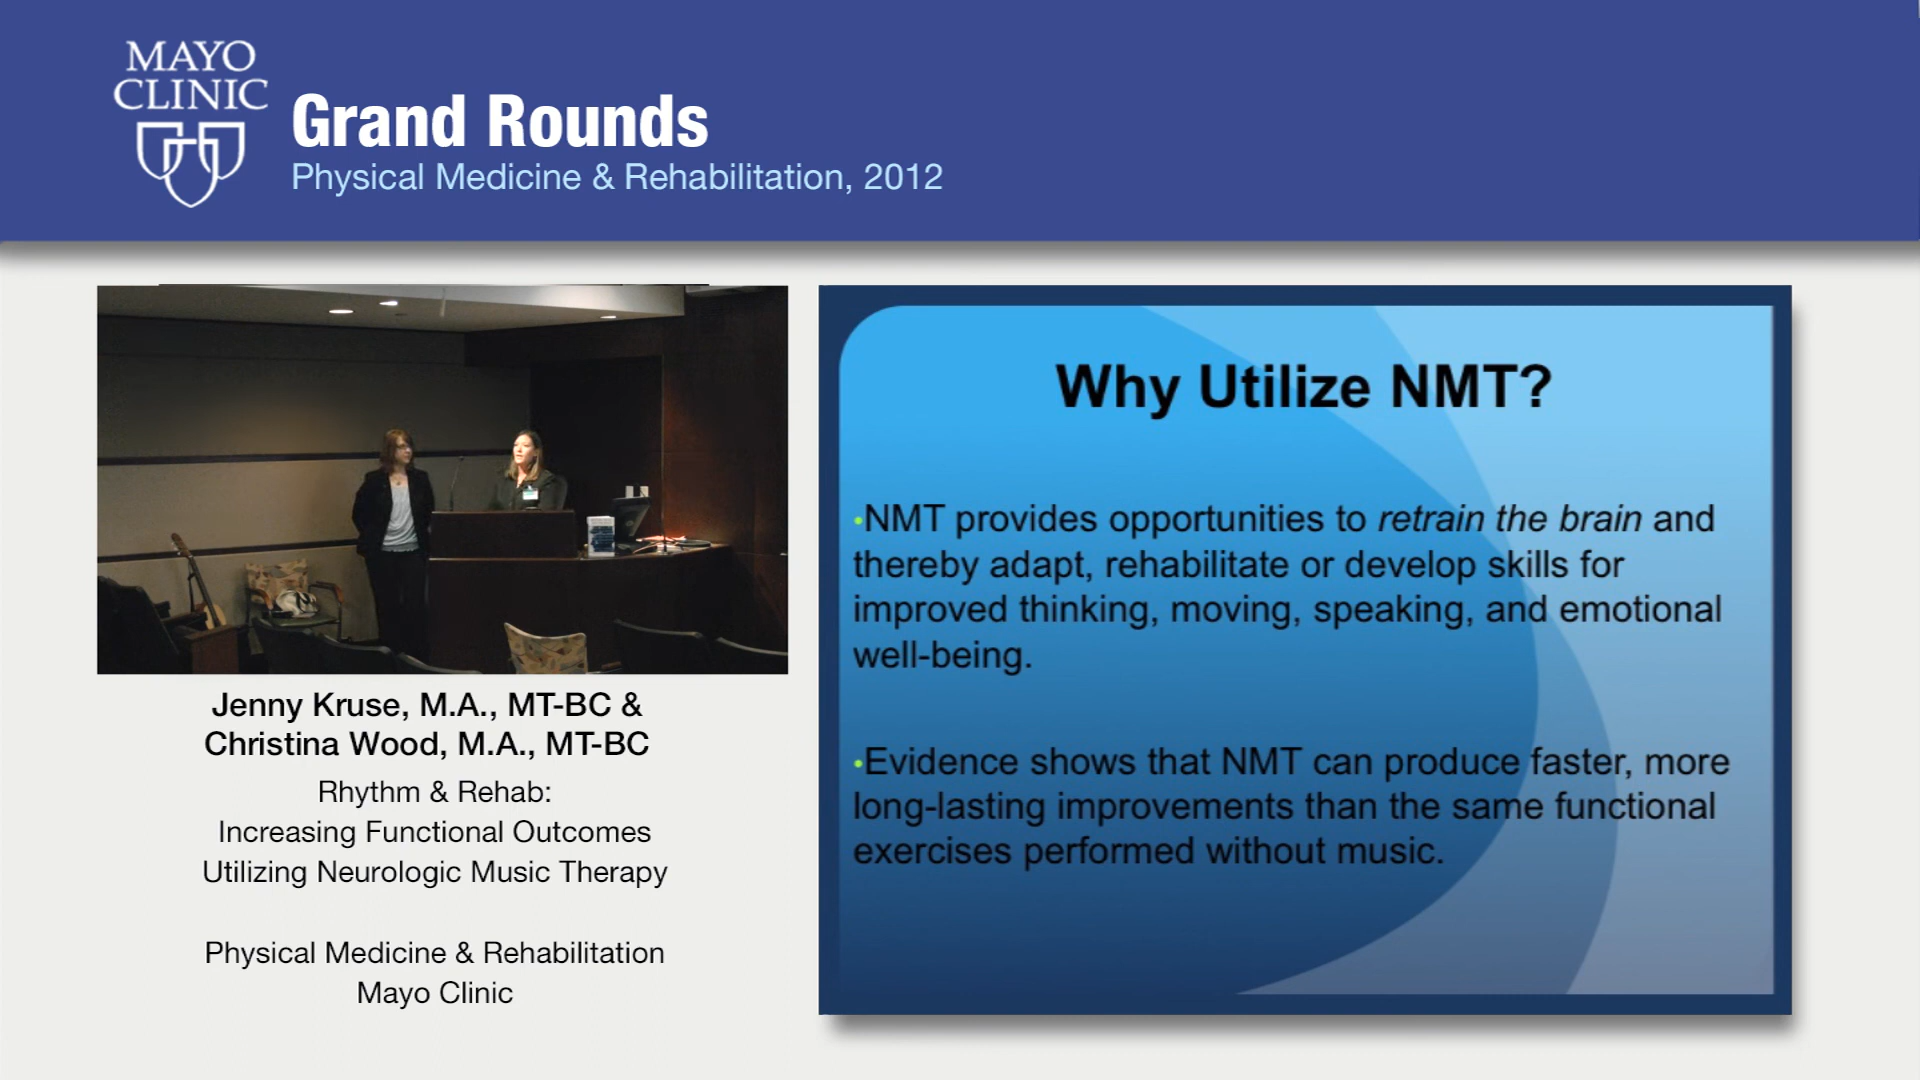 MAYO
CLINIC
Grand Rounds
Physical Medicine & Rehabilitation, 2012
Jenny Kruse, M.A., MT-BC &
Christina Wood, M.A., MT-BC
Rhythm & Rehab:
Increasing Functional Outcomes
Utilizing Neurologic Music Therapy
Physical Medicine & Rehabilitation
Mayo Clinic
Why Utilize NMT?
•NMT provides opportunities to retrain the brain and
thereby adapt, rehabilitate or develop skills for
improved thinking, moving, speaking, and emotional
well-being.
•Evidence shows that NMT can produce faster, more
long-lasting improvements than the same functional
exercises performed without music.